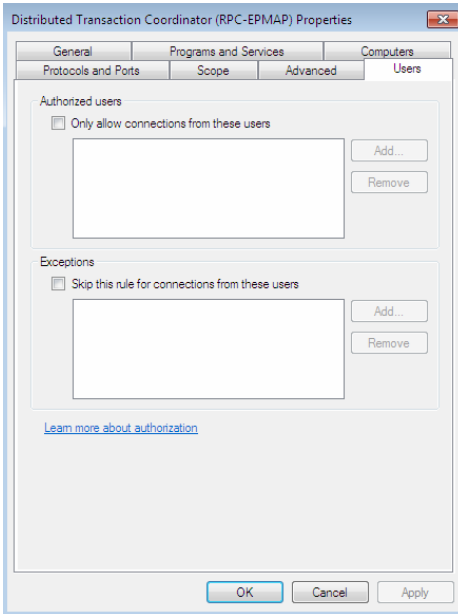 Distributed Transaction Coordinator (RPC-EPMAP) Properties
General Programs and Services Computers
Protocols and Ports Scope Advanced Users
Authorized users
Only allow connections from these users
Add...
Remove
Exceptions
Skip this rule for connections from these users
Add...
Remove
Learn more about authorization
OK Cancel Apply